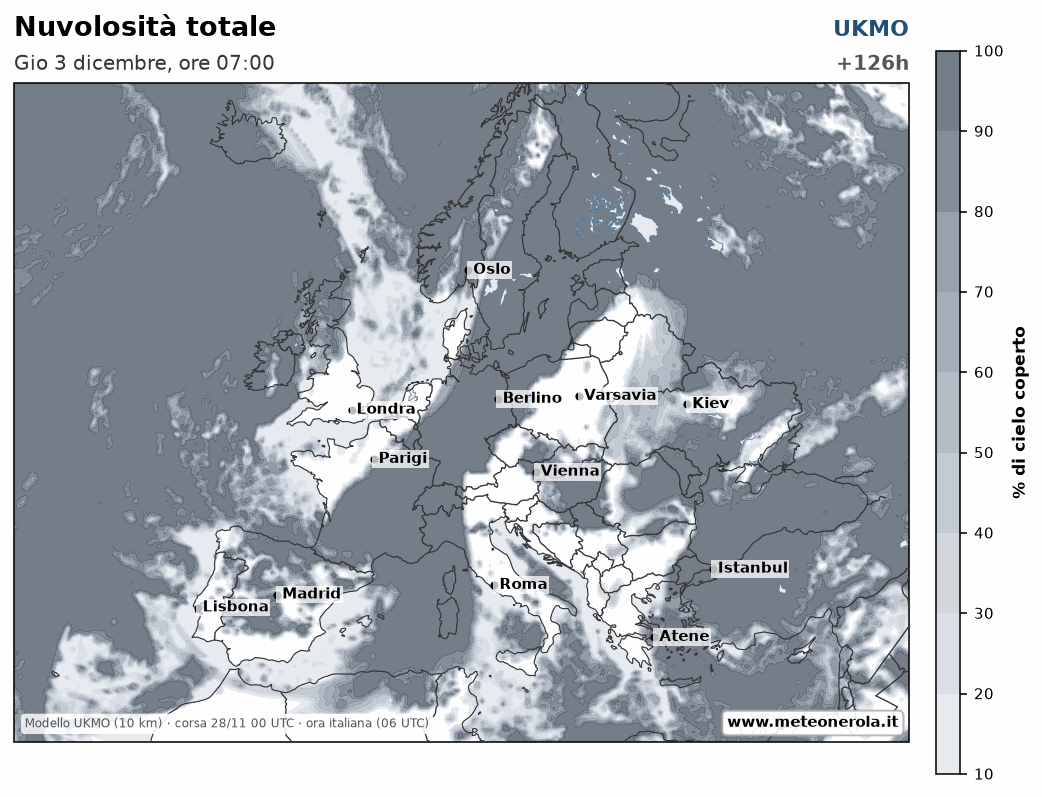 Nuvolosità totale
UKMO
Gio 3 dicembre, ore 07:00
+126h
100
90
80
70
60
50
40
30
20
10
% di cielo coperto
Oslo
Londra
Berlino
Varsavia
Kiev
Parigi
Vienna
Istanbul
Roma
Madrid
Lisbona
Atene
Modello UKMO (10 km) · corsa 28/11 00 UTC · ora italiana (06 UTC)
www.meteonerola.it